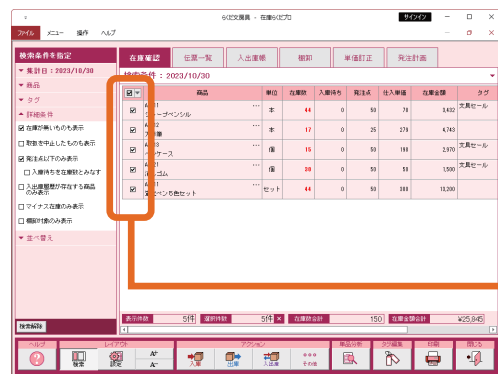 らくだ文房具 - 在庫らくだプロ
サインイン
ファイル メニュー 操作 ヘルプ
検索条件を指定
▼ 集計日：2023/10/30
▼ 商品
▼ タグ
▲ 詳細条件
在庫が無いものも表示
取扱を中止したものも表示
発注点以下のみ表示
入庫待ちを在庫数とみなす
入出庫履歴が存在する商品
のみ表示
マイナス在庫のみ表示
棚卸対象のみ表示
▼ 並べ替え
検索解除
在庫確認 伝票一覧 入出庫帳 棚卸 単価訂正 発注計画
：2023/10/30
商品 単位 在庫数 入庫待ち 発注点 仕入単価 在庫金額 タグ
… 本 44 0 50 78 3,432 文具セール
ペンシル
… 本 17 0 25 279 4,743
… 個 15 0 50 198 2,970 文具セール
ケース
… 個 30 0 50 50 1,500 文具セール
ゴム
… セット 44 0 50 300 13,200
ペン5色セット
表示件数 5件 選択件数 5件 × 在庫数合計 150 在庫金額合計 ¥25,845
ヘルプ レイアウト アクション 単品分析 タグ編集 印刷 閉じる
検索 設定 A+ A- 入庫 出庫 入出庫 その他